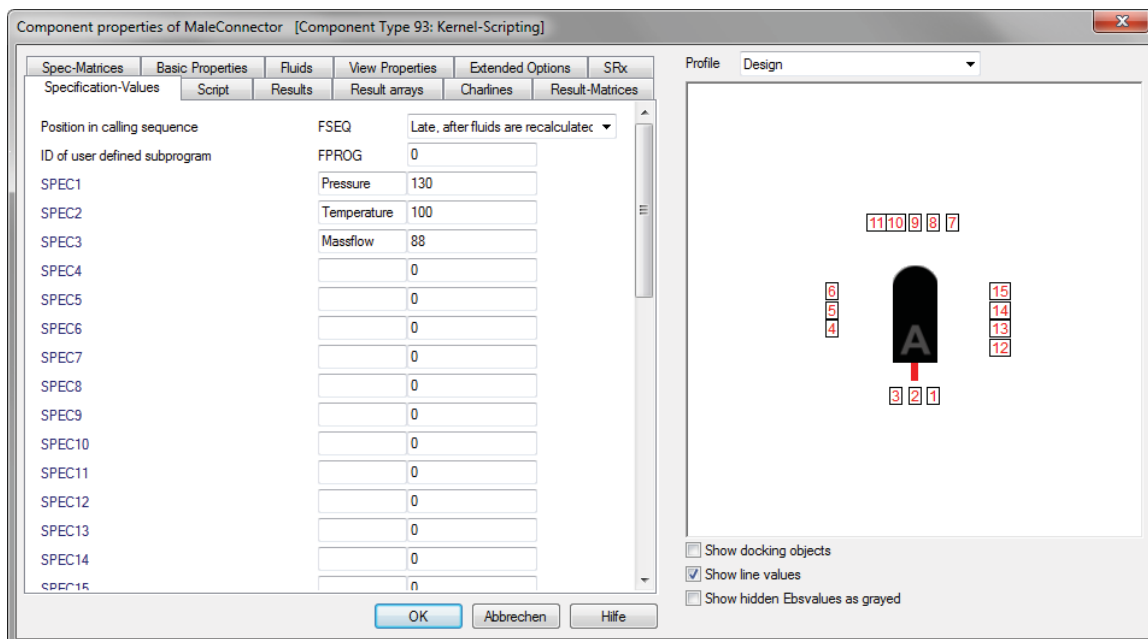 Component properties of MaleConnector [Component Type 93: Kernel-Scripting]
x
Spec-Matrices Basic Properties Fluids View Properties Extended Options SRx
Specification-Values Script Results Result arrays Charlines Result-Matrices
Position in calling sequence FSEQ Late, after fluids are recalculatec
ID of user defined subprogram FPROG 0
SPEC1 Pressure 130
SPEC2 Temperature 100
SPEC3 Massflow 88
SPEC4 0
SPEC5 0
SPEC6 0
SPEC7 0
SPEC8 0
SPEC9 0
SPEC10 0
SPEC11 0
SPEC12 0
SPEC13 0
SPEC14 0
SPEC15 0
OK Abbrechen Hilfe
Profile Design
11 10 9 8 7
6 15
5 14
4 13
12
A
3 2 1
Show docking objects
Show line values
Show hidden Ebsvalues as grayed